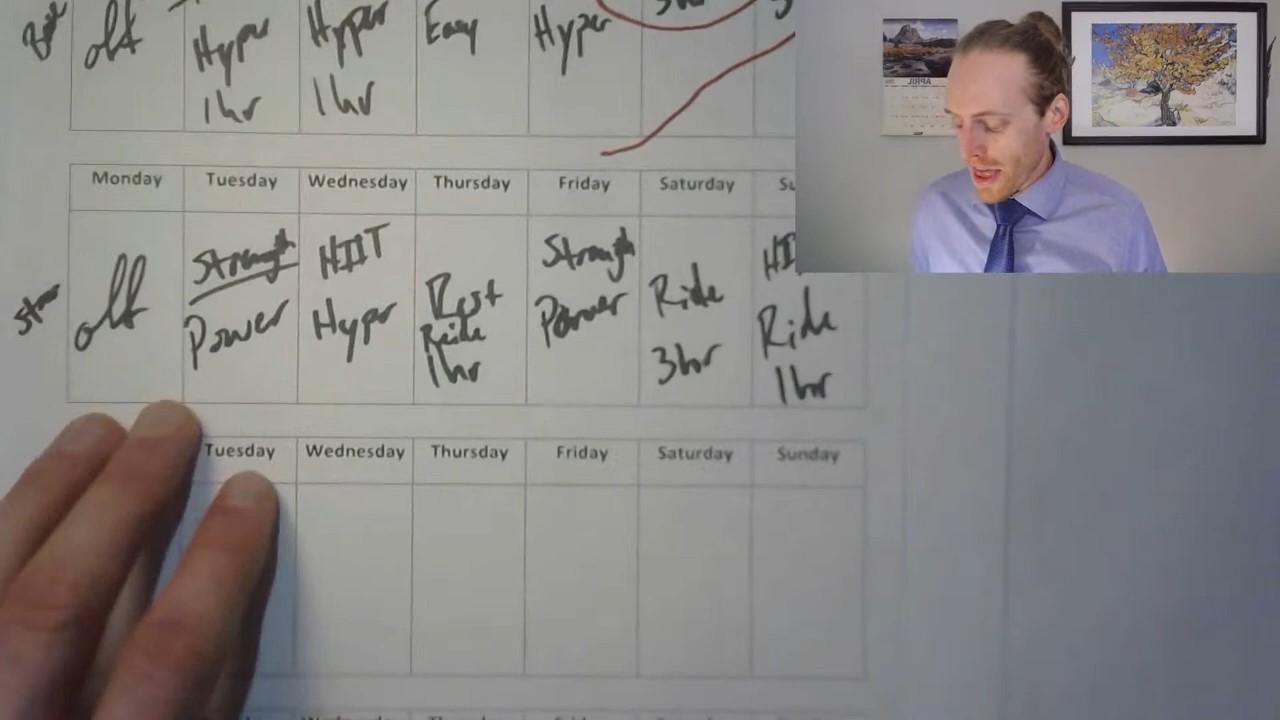 off Hyper Hyper Easy Hyper
1hr 1hr
Monday Tuesday Wednesday Thursday Friday Saturday
off Strength HIIT Rest Strength Ride
Power Hyper Ride Power 3hr Ride
1hr 1hr
Tuesday Wednesday Thursday Friday Saturday Sunday